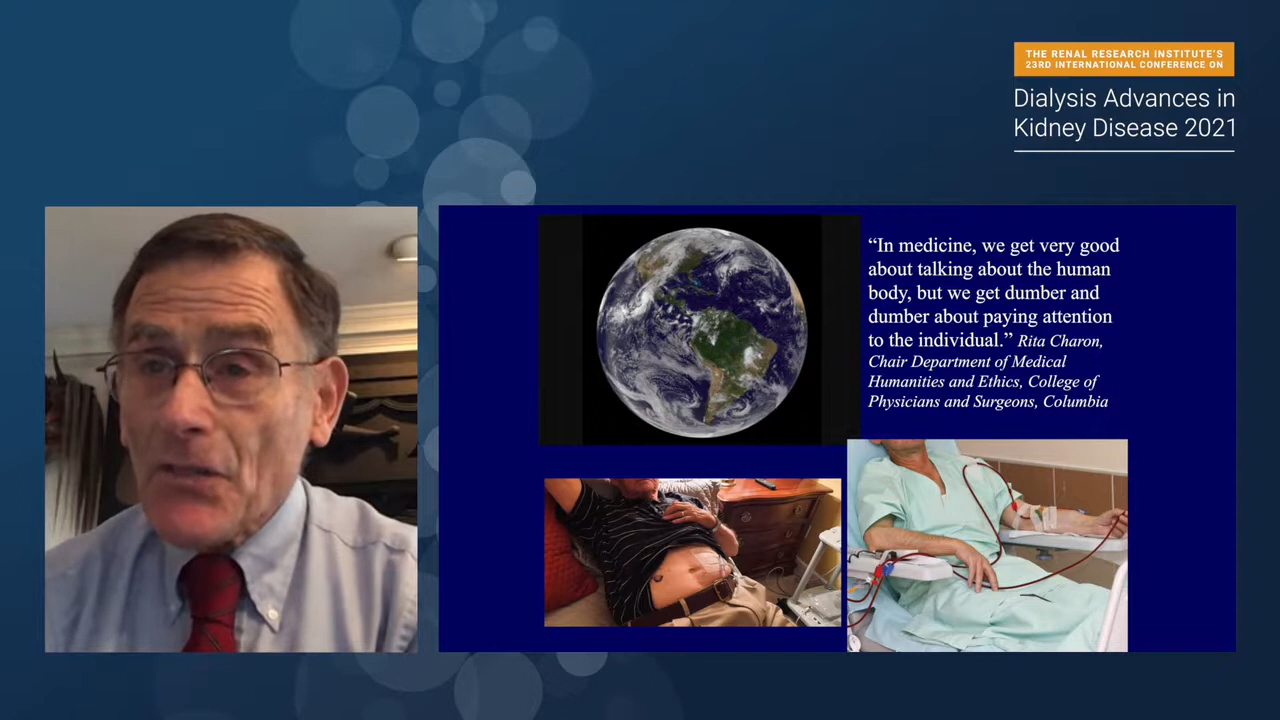 THE RENAL RESEARCH INSTITUTE'S
23RD INTERNATIONAL CONFERENCE ON
Dialysis Advances in
Kidney Disease 2021
“In medicine, we get very good
about talking about the human
body, but we get dumber and
dumber about paying attention
to the individual.” Rita Charon,
Chair Department of Medical
Humanities and Ethics, College of
Physicians and Surgeons, Columbia